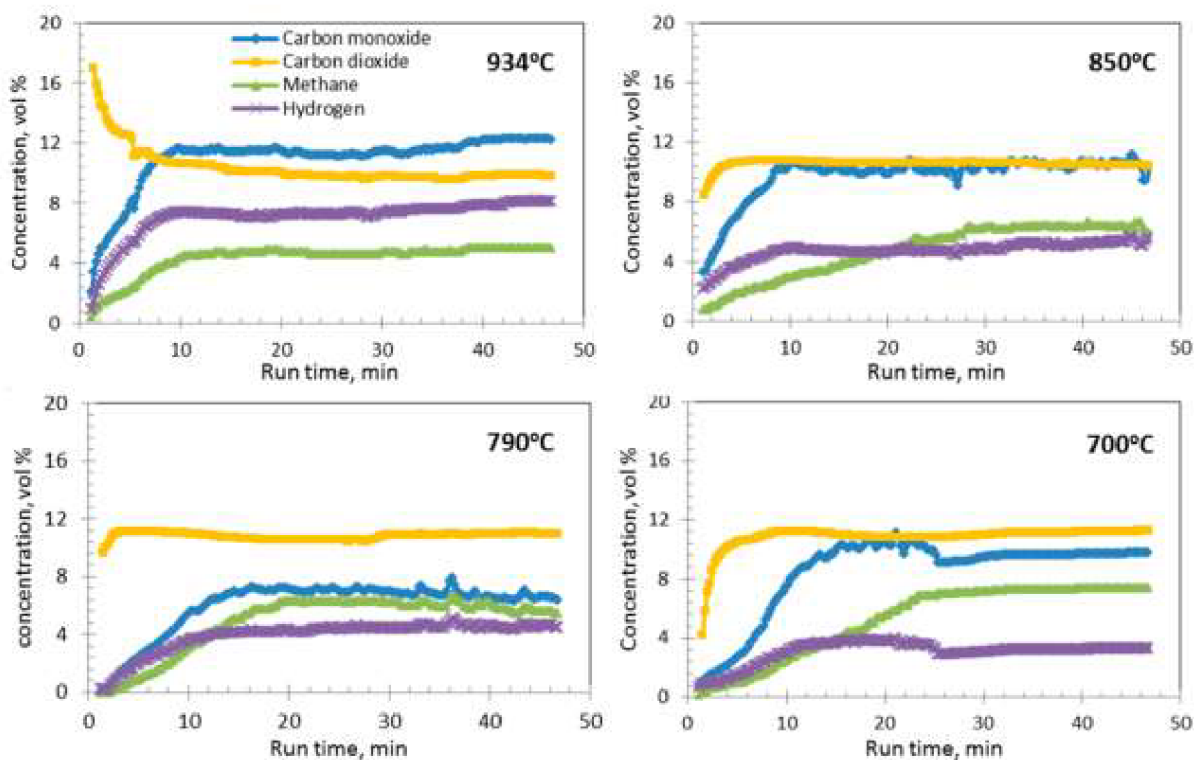 20
16
12
8
4
0
Concentration, vol %
Carbon monoxide
Carbon dioxide
Methane
Hydrogen
934ºC
0 10 20 30 40 50
Run time, min
20
16
12
8
4
0
Concentration, vol %
850ºC
0 10 20 30 40 50
Run time, min
20
16
12
8
4
0
concentration, vol %
790ºC
0 10 20 30 40 50
Run time, min
20
16
12
8
4
0
Concentration, vol %
700ºC
0 10 20 30 40 50
Run time, min